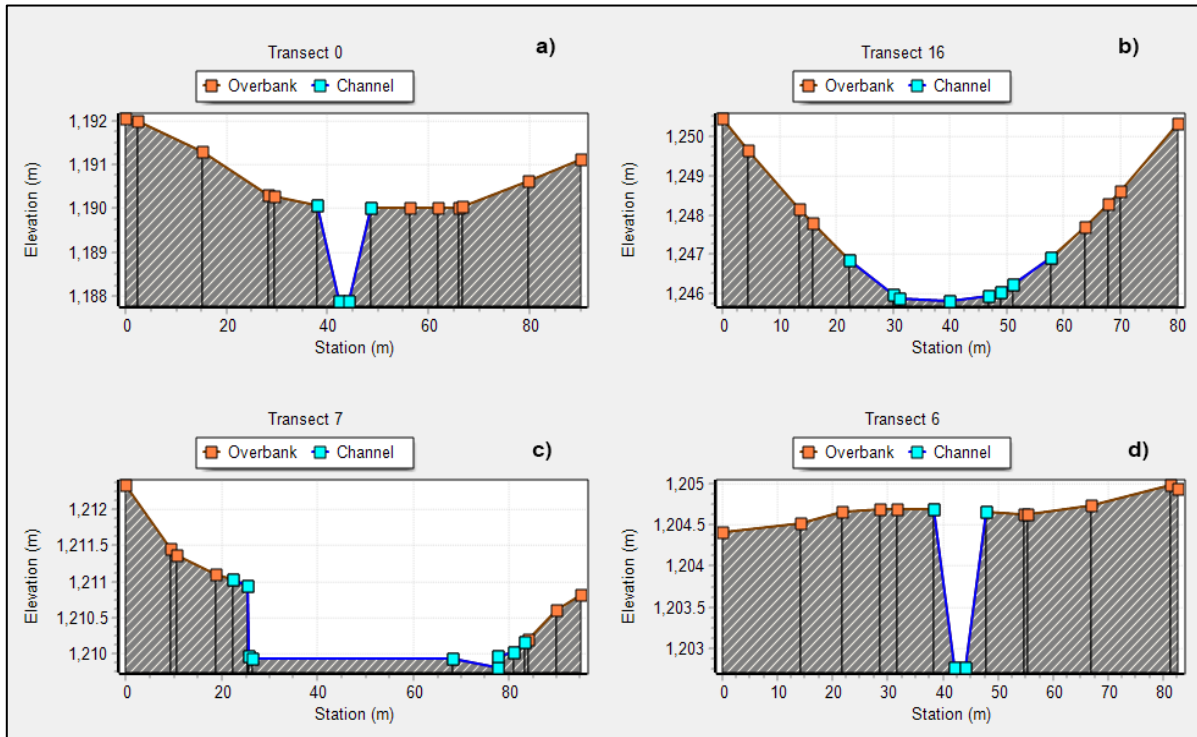 Transect 0
a)
Overbank Channel
1,192
1,191
1,190
1,189
1,188
Elevation (m)
0 20 40 60 80
Station (m)
Transect 16
b)
Overbank Channel
1,250
1,249
1,248
1,247
1,246
Elevation (m)
0 10 20 30 40 50 60 70 80
Station (m)
Transect 7
c)
Overbank Channel
1,212
1,211.5
1,211
1,210.5
1,210
Elevation (m)
0 20 40 60 80
Station (m)
Transect 6
d)
Overbank Channel
1,205
1,204.5
1,204
1,203.5
1,203
Elevation (m)
0 10 20 30 40 50 60 70 80
Station (m)